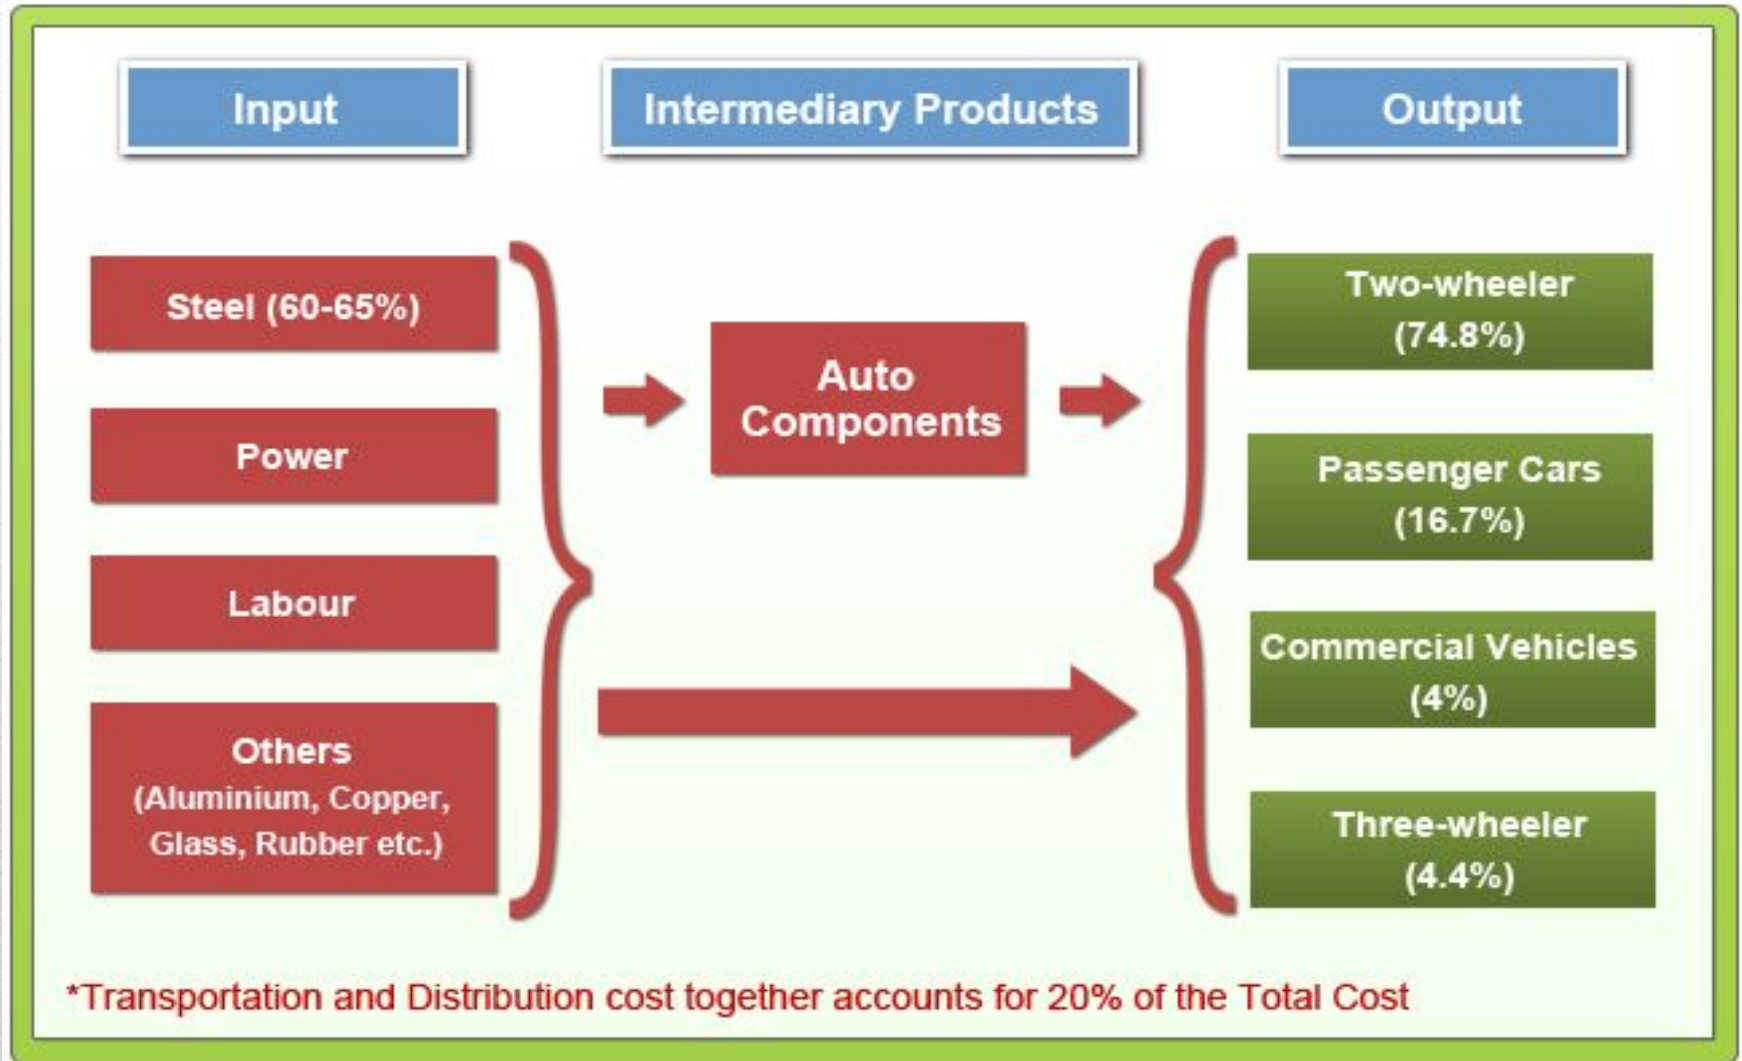 Input
Intermediary Products
Output
Steel (60-65%)
Power
Labour
Others
(Aluminium, Copper,
Glass, Rubber etc.)
Auto
Components
Two-wheeler
(74.8%)
Passenger Cars
(16.7%)
Commercial Vehicles
(4%)
Three-wheeler
(4.4%)
*Transportation and Distribution cost together accounts for 20% of the Total Cost